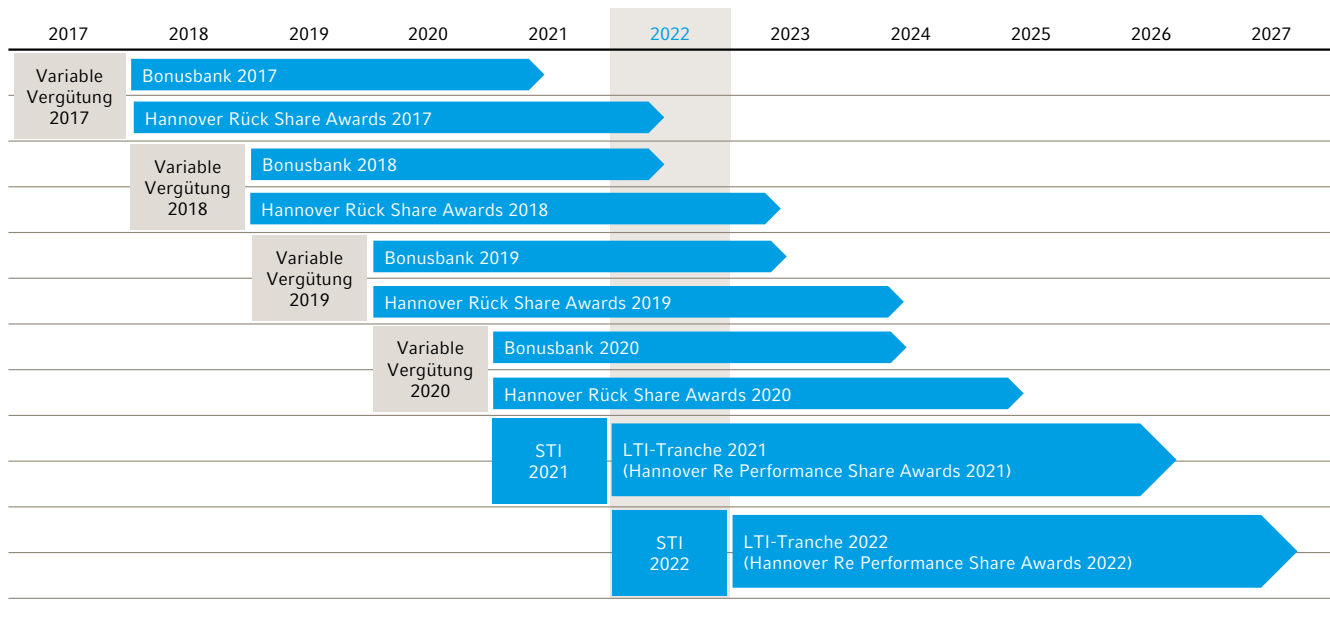 2017 2018 2019 2020 2021 2022 2023 2024 2025 2026 2027
Variable
Vergütung
2017
Bonusbank 2017
Hannover Rück Share Awards 2017
Variable
Vergütung
2018
Bonusbank 2018
Hannover Rück Share Awards 2018
Variable
Vergütung
2019
Bonusbank 2019
Hannover Rück Share Awards 2019
Variable
Vergütung
2020
Bonusbank 2020
Hannover Rück Share Awards 2020
STI
2021
LTI-Tranche 2021
(Hannover Re Performance Share Awards 2021)
STI
2022
LTI-Tranche 2022
(Hannover Re Performance Share Awards 2022)